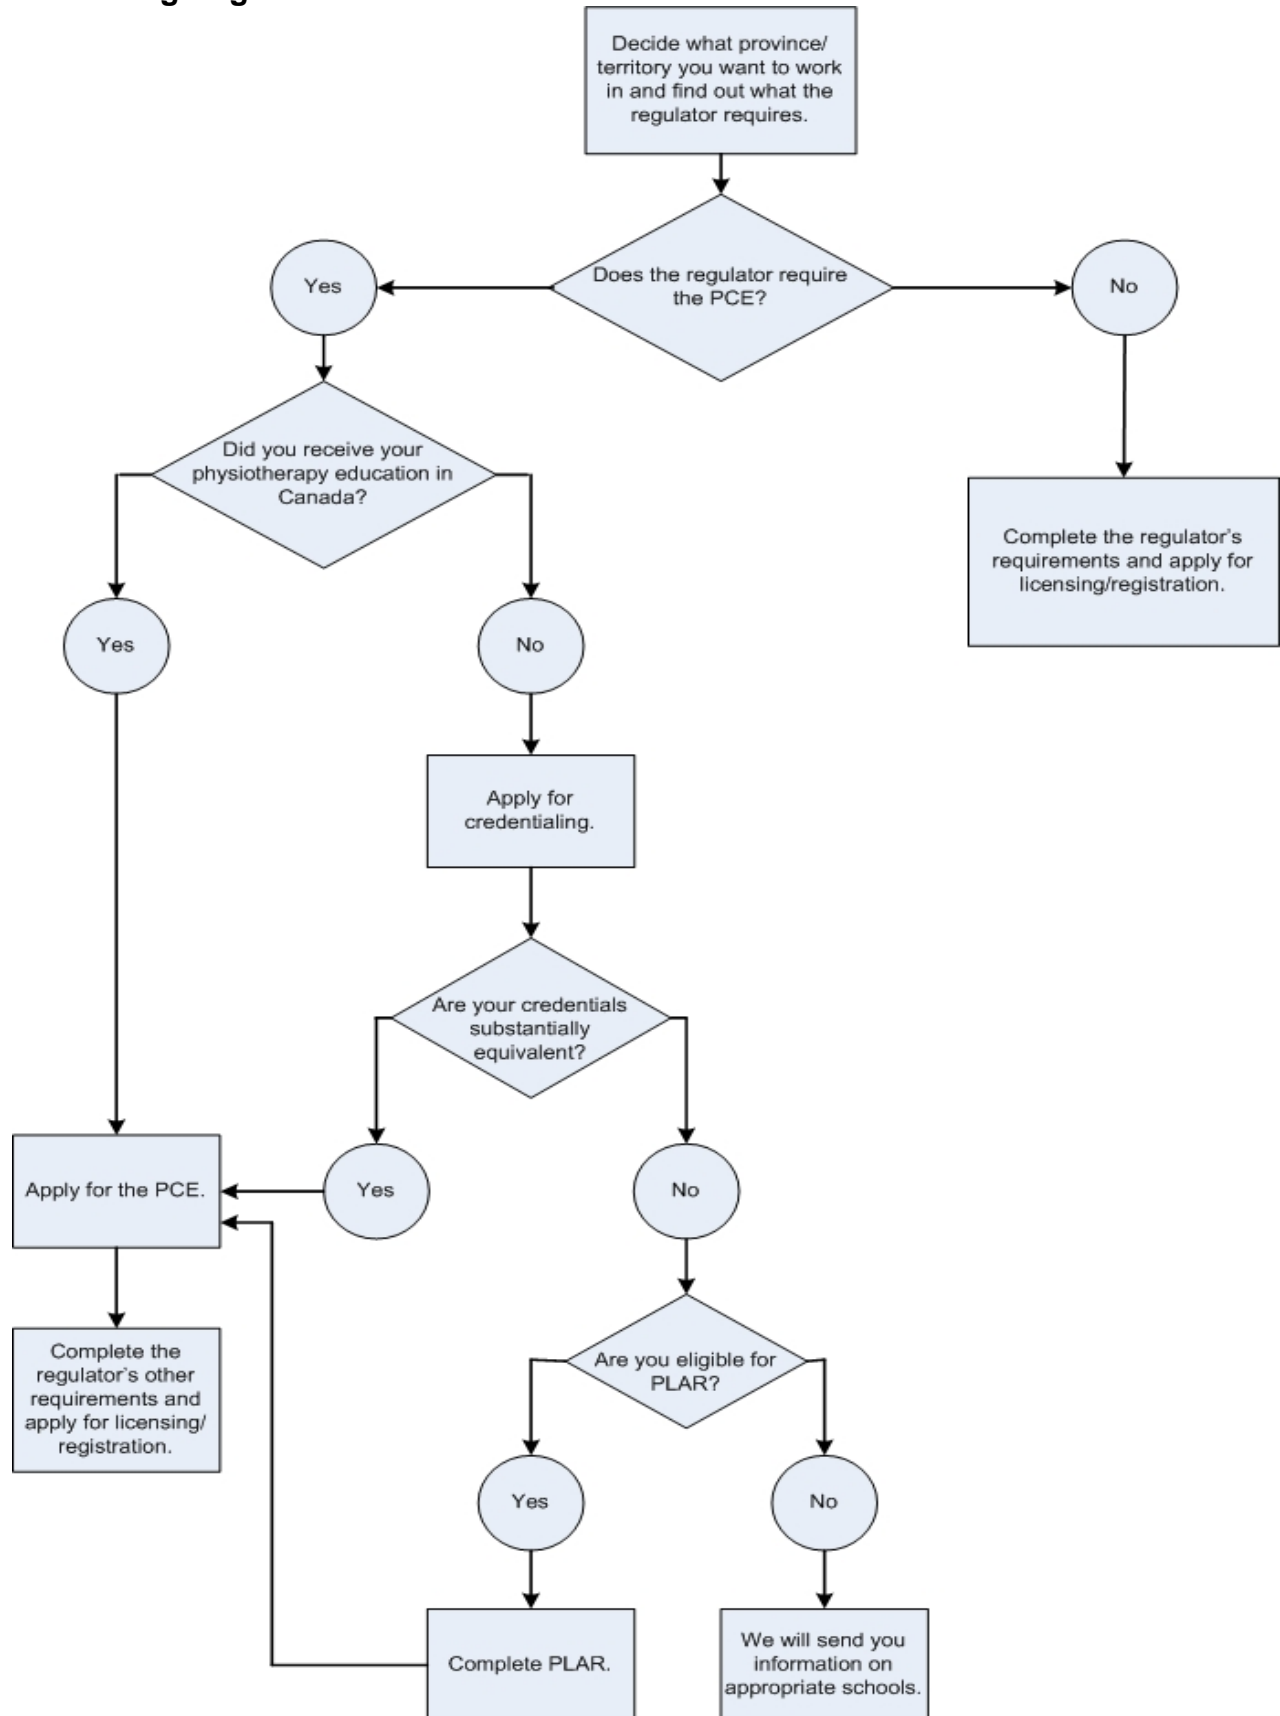 Decide what province/
territory you want to work
in and find out what the
regulator requires.
Does the regulator require
the PCE?
Yes
No
Did you receive your
physiotherapy education in
Canada?
Complete the regulator's
requirements and apply for
licensing/registration.
Yes
No
Apply for
credentialing.
Are your credentials
substantially
equivalent?
Apply for the PCE.
Yes
No
Complete the
regulator's other
requirements and
apply for licensing/
registration.
Are you eligible for
PLAR?
Yes
No
Complete PLAR.
We will send you
information on
appropriate schools.